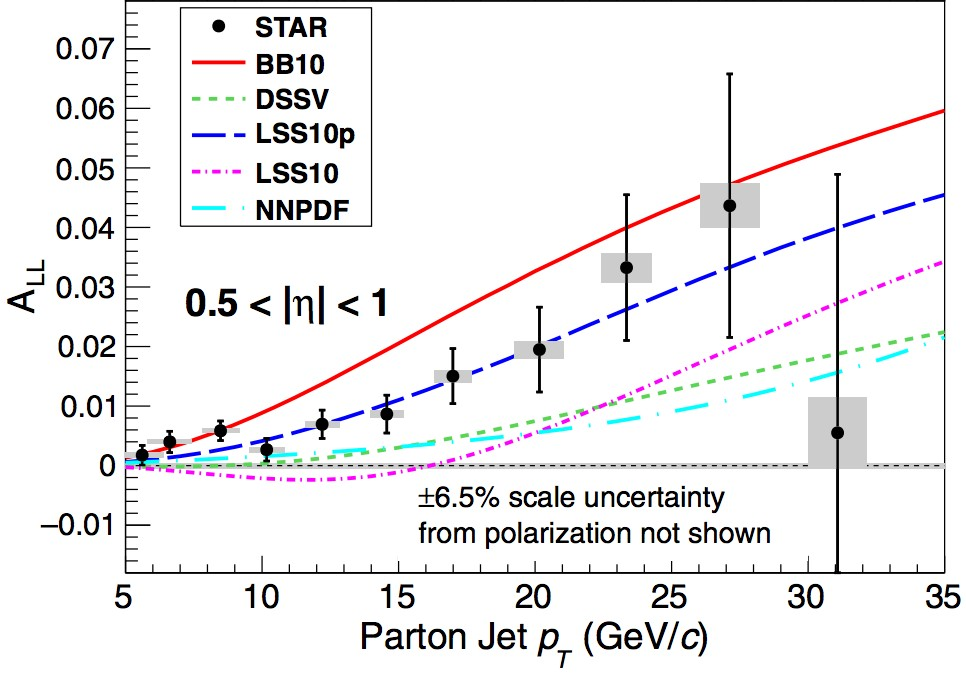 0.07
0.06
0.05
0.04
0.03
0.02
0.01
0
−0.01
A_LL
STAR
BB10
DSSV
LSS10p
LSS10
NNPDF
0.5 < |η| < 1
±6.5% scale uncertainty
from polarization not shown
5 10 15 20 25 30 35
Parton Jet p_T (GeV/c)